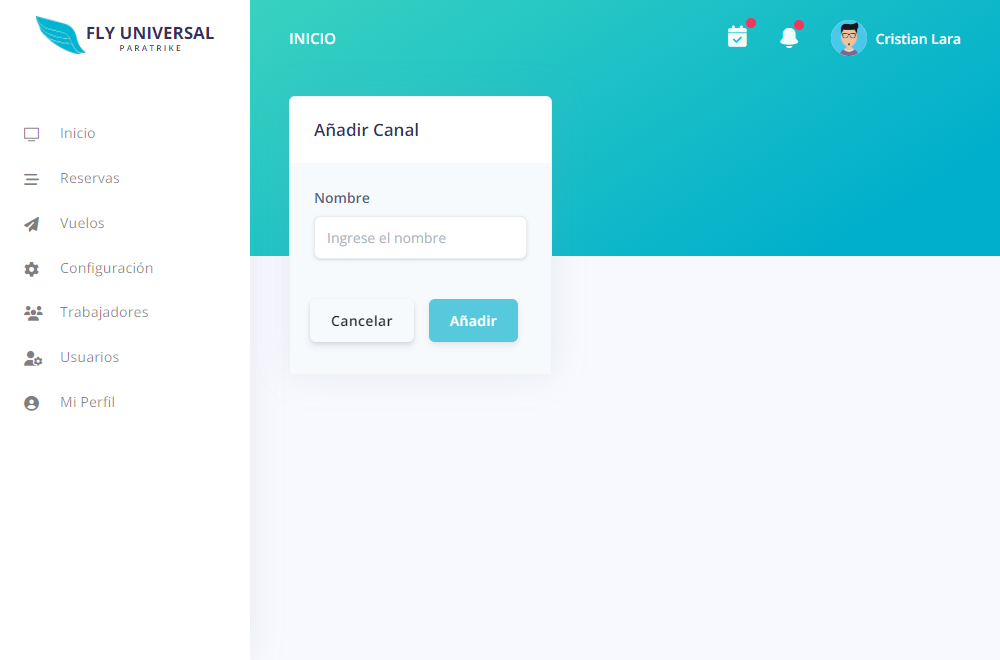 FLY UNIVERSAL
PARATRIKE
Inicio
Reservas
Vuelos
Configuración
Trabajadores
Usuarios
Mi Perfil
INICIO
Cristian Lara
Añadir Canal
Nombre
Ingrese el nombre
Cancelar
Añadir